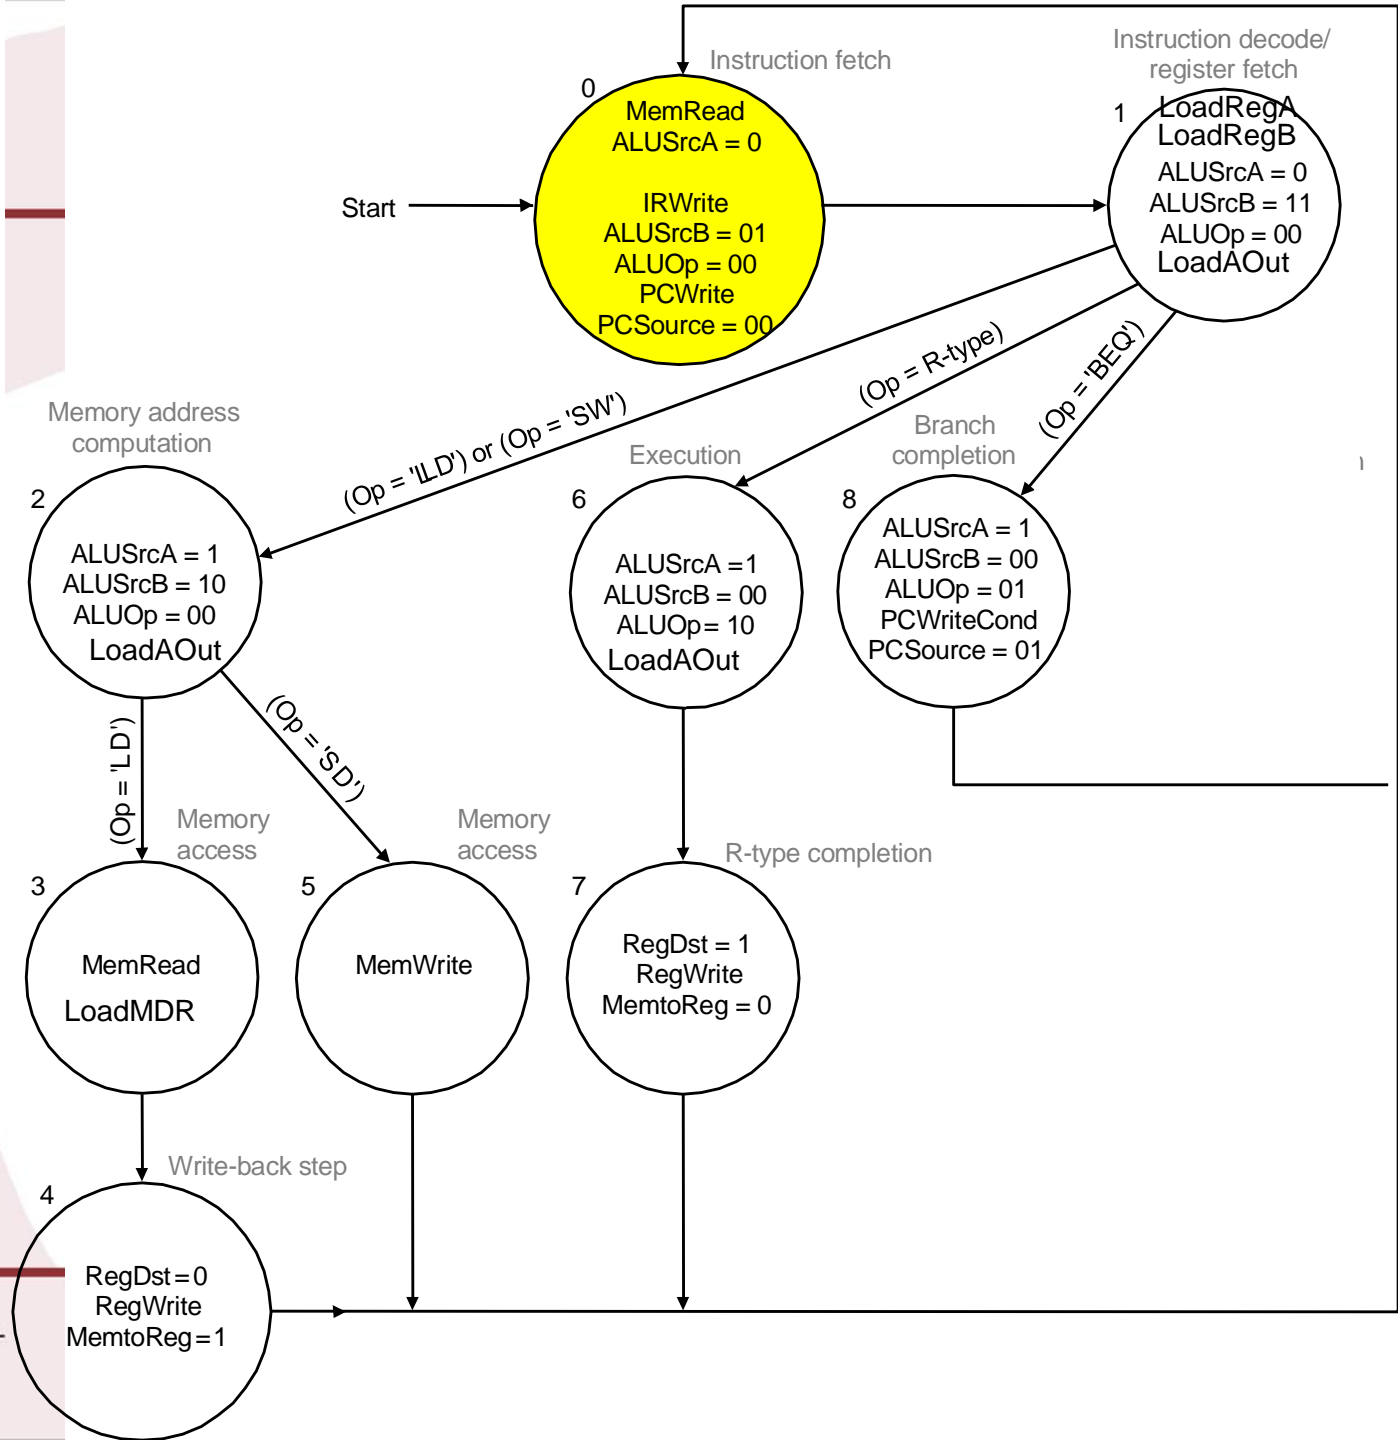 Instruction fetch
0
MemRead
ALUSrcA = 0
IRWrite
ALUSrcB = 01
ALUOp = 00
PCWrite
PCSource = 00
Start
Instruction decode/
register fetch
1
LoadRegA
LoadRegB
ALUSrcA = 0
ALUSrcB = 11
ALUOp = 00
LoadAOut
(Op = 'LD') or (Op = 'SW')
(Op = R-type)
(Op = 'BEQ')
Memory address
computation
2
ALUSrcA = 1
ALUSrcB = 10
ALUOp = 00
LoadAOut
Execution
6
ALUSrcA =1
ALUSrcB = 00
ALUOp= 10
LoadAOut
Branch
completion
8
ALUSrcA = 1
ALUSrcB = 00
ALUOp = 01
PCWriteCond
PCSource = 01
(Op = 'LD')
(Op = 'SD')
Memory
access
3
MemRead
LoadMDR
Memory
access
5
MemWrite
R-type completion
7
RegDst = 1
RegWrite
MemtoReg = 0
Write-back step
4
RegDst=0
RegWrite
MemtoReg=1